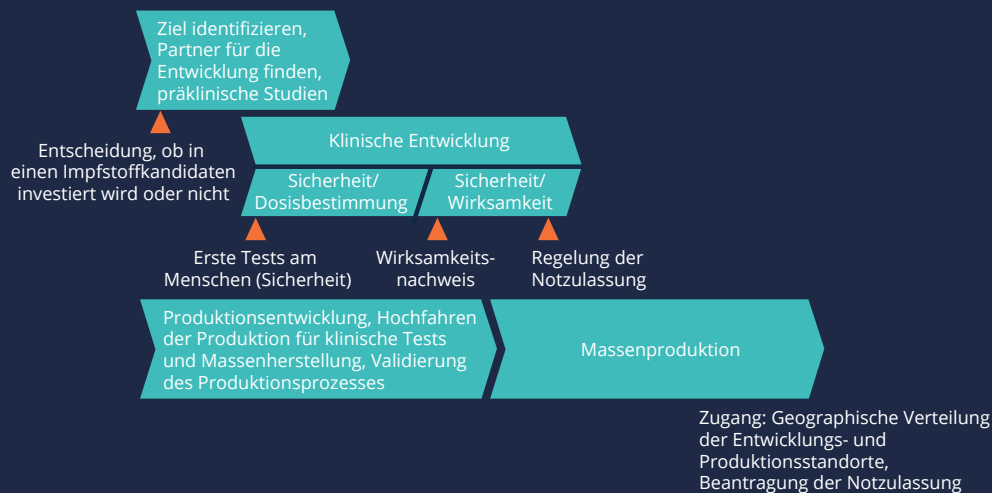 Ziel identifizieren,
Partner für die
Entwicklung finden,
präklinische Studien
Entscheidung, ob in
einen Impfstoffkandidaten
investiert wird oder nicht
Klinische Entwicklung
Sicherheit/
Dosisbestimmung
Sicherheit/
Wirksamkeit
Erste Tests am
Menschen (Sicherheit)
Wirksamkeits-
nachweis
Regelung der
Notzulassung
Produktionsentwicklung, Hochfahren
der Produktion für klinische Tests
und Massenherstellung, Validierung
des Produktionsprozesses
Massenproduktion
Zugang: Geographische Verteilung
der Entwicklungs- und
Produktionsstandorte,
Beantragung der Notzulassung